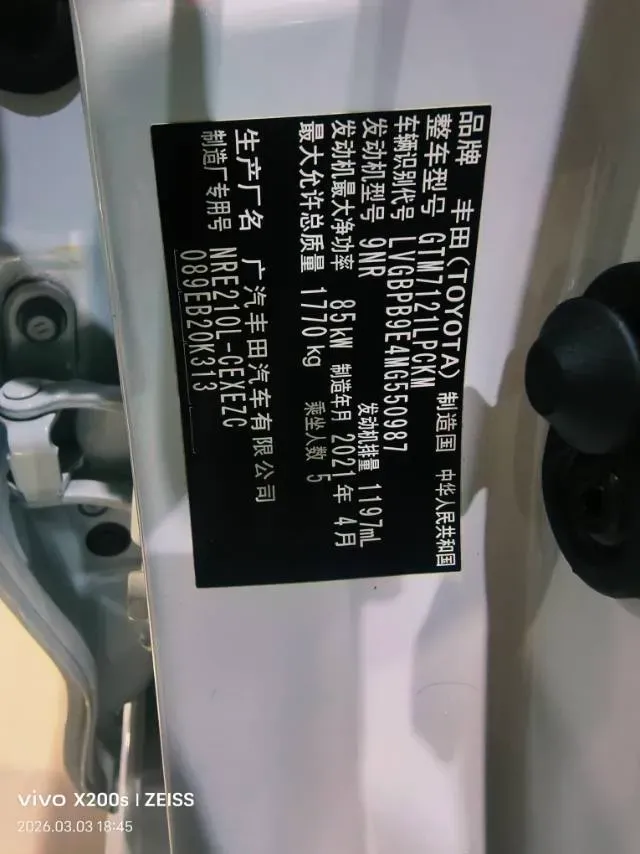 品牌 丰田(TOYOTA) 制造国 中华人民共和国
整车型号 GTM7121LPCKM
车辆识别代号 LVGBPB9E4MG550987
发动机型号 9NR 发动机排量 1197mL
发动机最大净功率 85kW 制造年月 2021年 4月
最大允许总质量 1770kg 乘坐人数 5
生产厂名 广汽丰田汽车有限公司
制造厂专用号 NRE210L-CEXEZC
089EB20K313
vivo X200s | ZEISS
2026.03.03 18:45